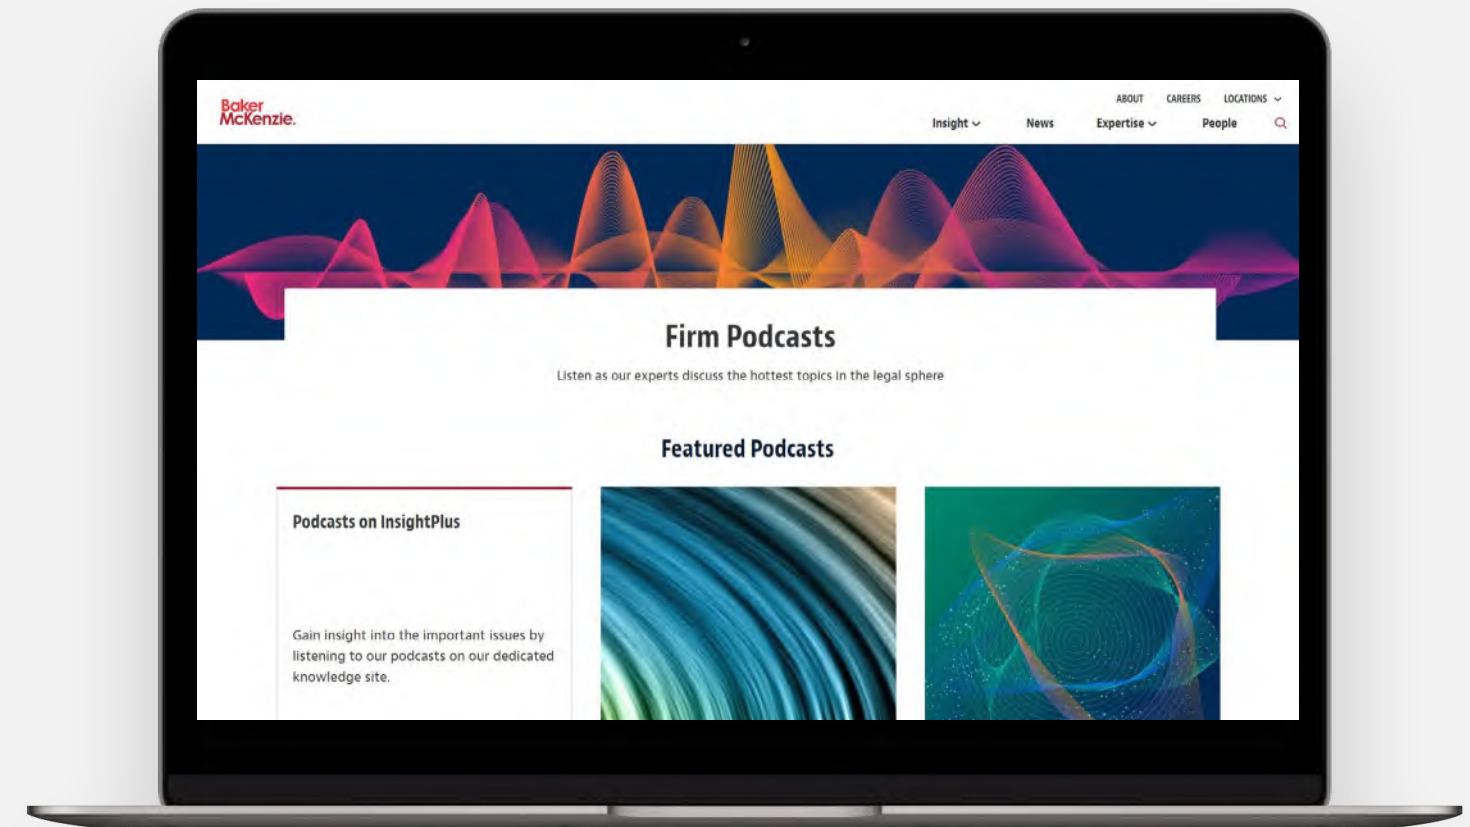 Baker
McKenzie.
ABOUT CAREERS LOCATIONS
Insight News Expertise People
Firm Podcasts
Listen as our experts discuss the hottest topics in the legal sphere
Featured Podcasts
Podcasts on InsightPlus
Gain insight into the important issues by
listening to our podcasts on our dedicated
knowledge site.